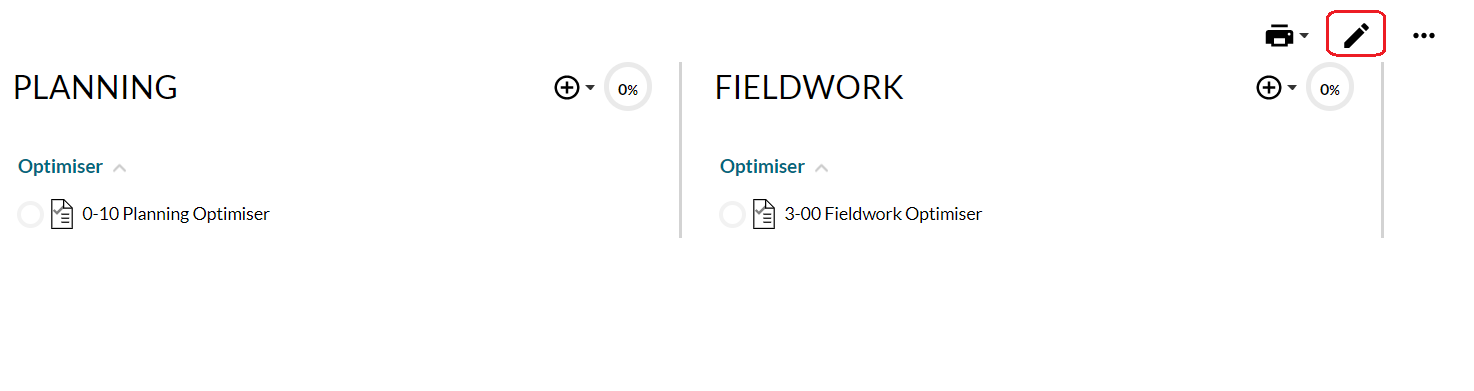 PLANNING
0%
FIELDWORK
0%
Optimiser
0-10 Planning Optimiser
Optimiser
3-00 Fieldwork Optimiser